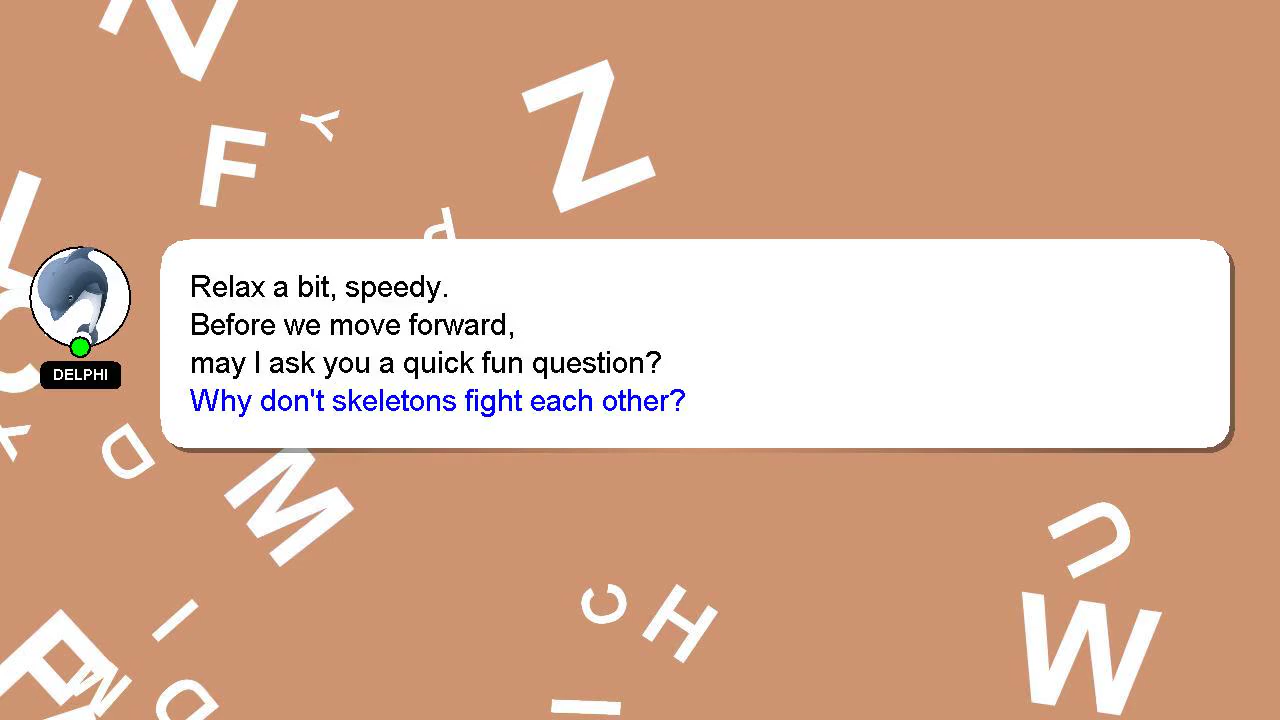 N
Y
F
Z
P
Relax a bit, speedy.
Before we move forward,
may I ask you a quick fun question?
Why don't skeletons fight each other?
DELPHI
D
M
U
C
H
I
W
M
D
I